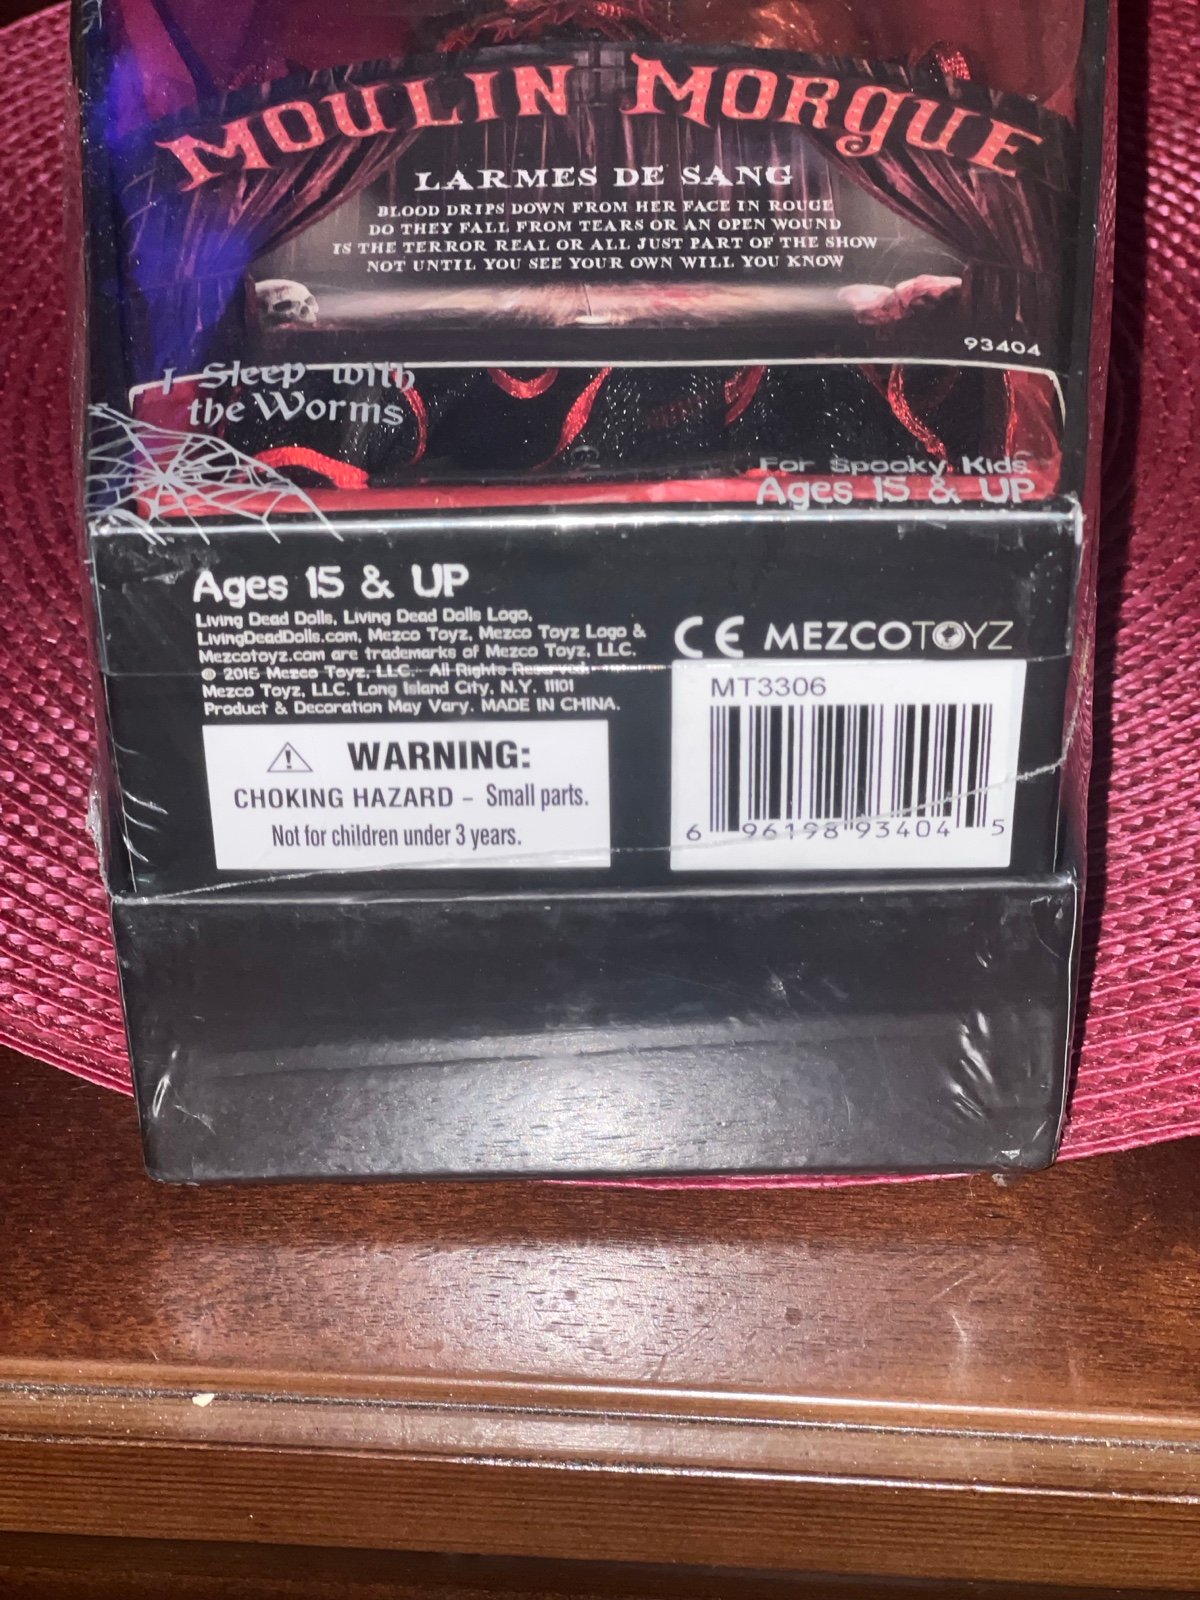 MOULIN MORGUE
LARMES DE SANG
BLOOD DRIPS DOWN FROM HER FACE IN ROUGE
DO THEY FALL FROM TEARS OR AN OPEN WOUND
IS THE TERROR REAL OR ALL JUST PART OF THE SHOW
NOT UNTIL YOU SEE YOUR OWN WILL YOU KNOW
93404
I Sleep with
the Worms
For Spooky Kids
Ages 15 & UP
Ages 15 & UP
Living Dead Dolls, Living Dead Dolls Logo,
LivingDeadDolls.com, Mezco Toyz, Mezco Toyz Logo &
Mezcotoyz.com are trademarks of Mezco Toyz, LLC.
© 2015 Mezco Toyz, LLC. All Rights Reserved.
Mezco Toyz, LLC. Long Island City, N.Y. 11101
Product & Decoration May Vary. MADE IN CHINA.
CE MEZCOTOYZ
MT3306
6 96198 93404 5
WARNING:
CHOKING HAZARD – Small parts.
Not for children under 3 years.